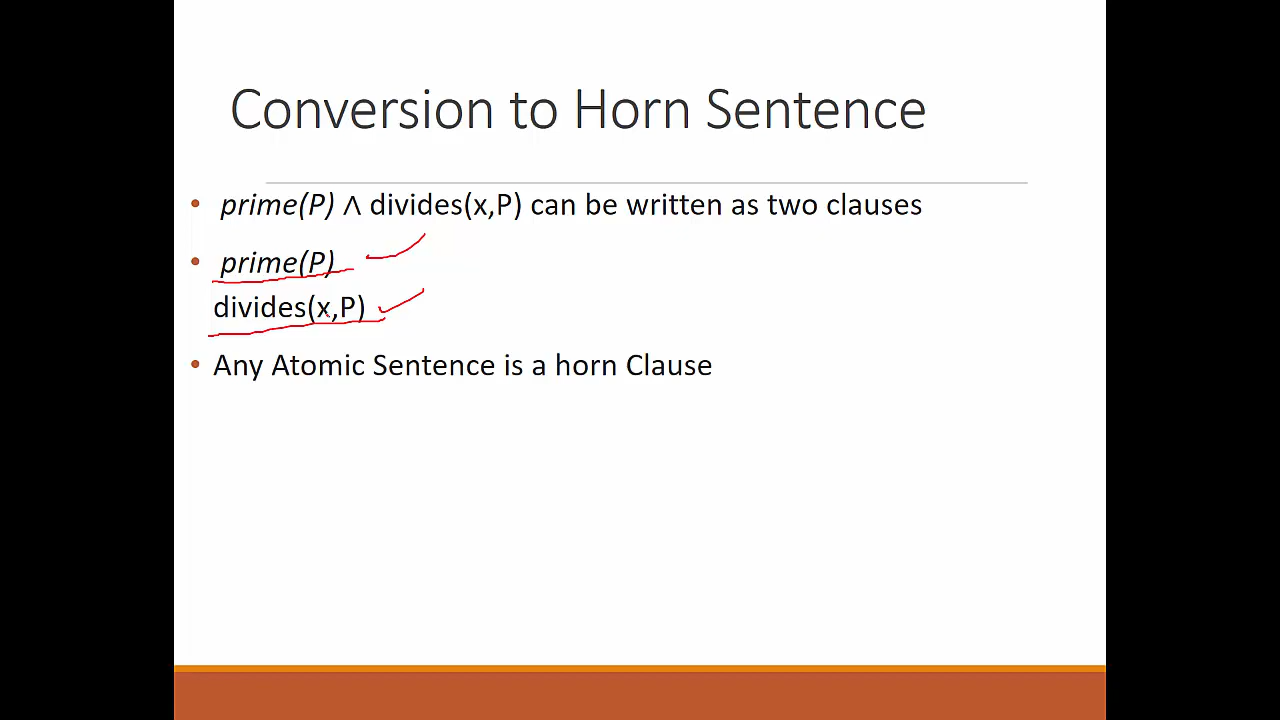 Conversion to Horn Sentence
• prime(P) ∧ divides(x,P) can be written as two clauses
• prime(P)
divides(x,P)
• Any Atomic Sentence is a horn Clause